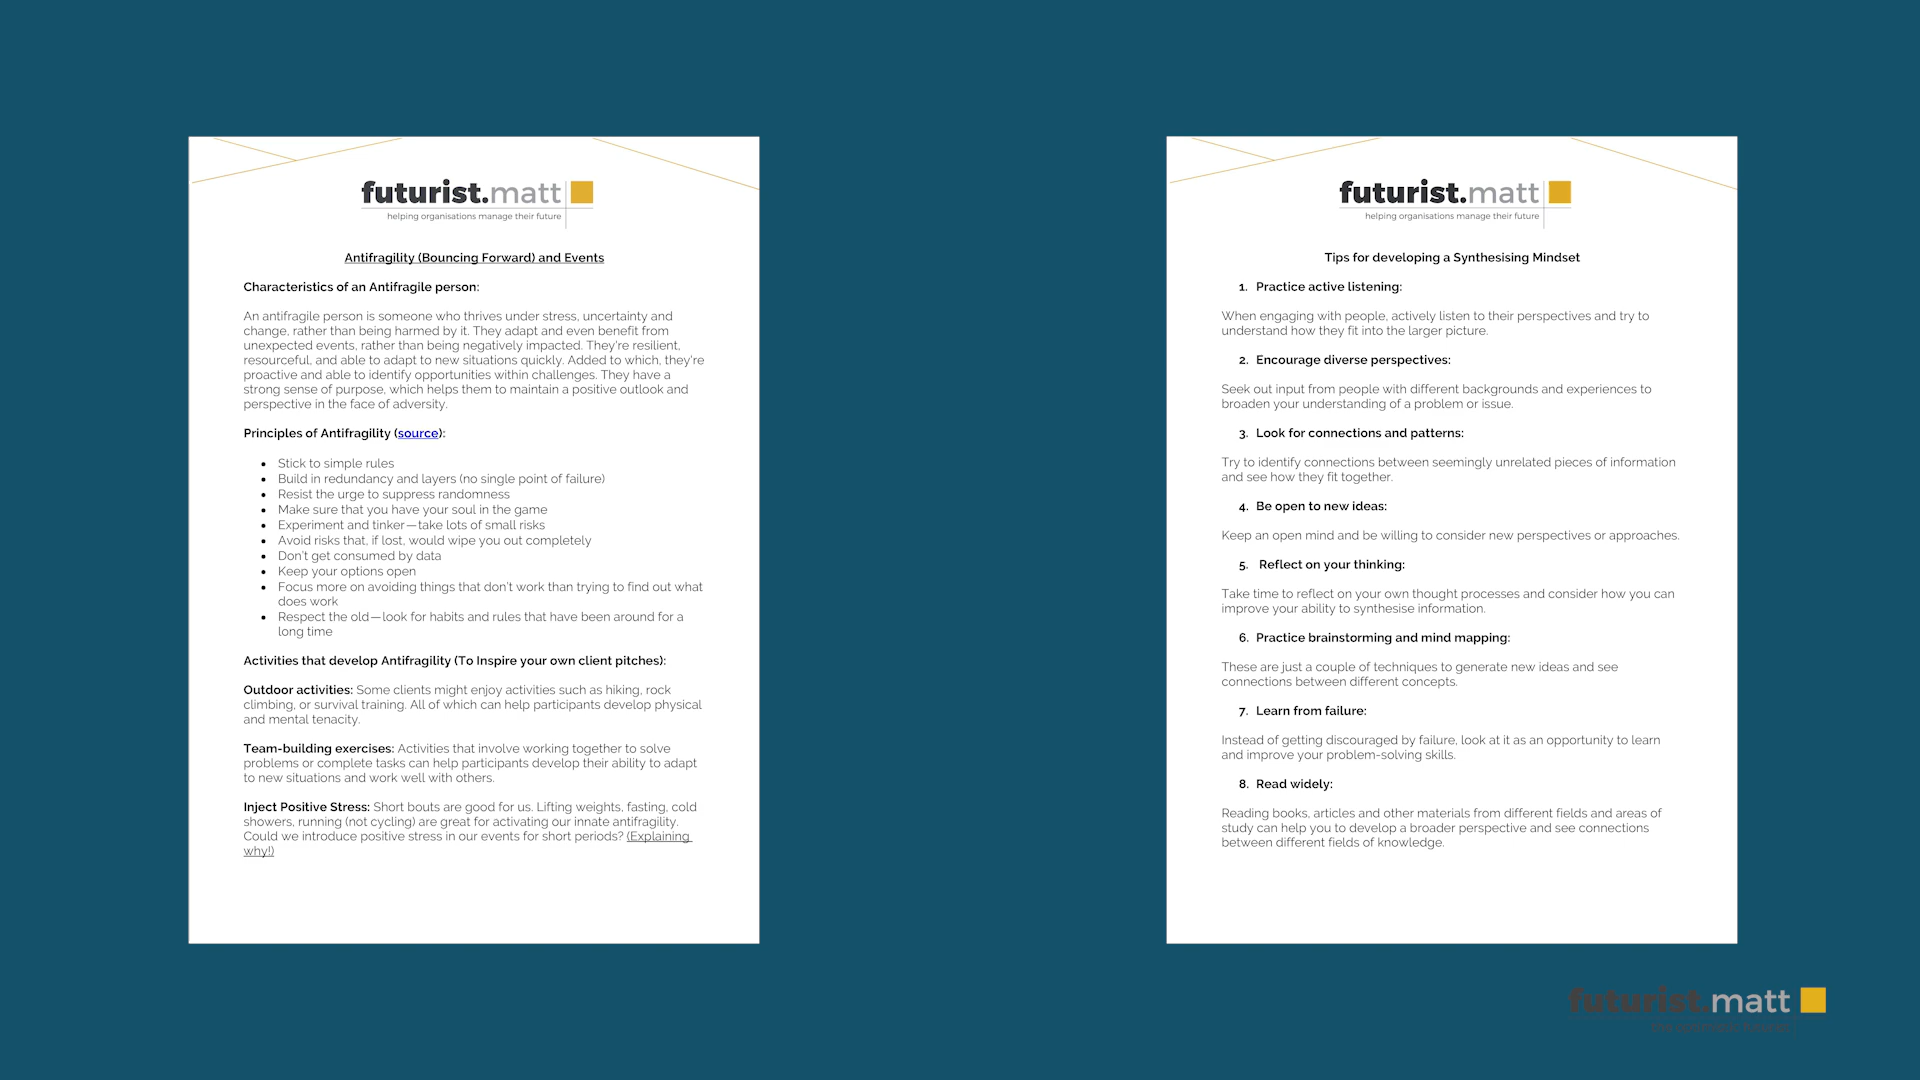 futurist.matt
helping organisations manage their future
Antifragility (Bouncing Forward) and Events
Characteristics of an Antifragile person:
An antifragile person is someone who thrives under stress, uncertainty and
change, rather than being harmed by it. They adapt and even benefit from
unexpected events, rather than being negatively impacted. They're resilient,
resourceful, and able to adapt to new situations quickly. Added to which, they're
proactive and able to identify opportunities within challenges. They have a
strong sense of purpose, which helps them to maintain a positive outlook and
perspective in the face of adversity.
Principles of Antifragility (source):
• Stick to simple rules
• Build in redundancy and layers (no single point of failure)
• Resist the urge to suppress randomness
• Make sure that you have your soul in the game
• Experiment and tinker—take lots of small risks
• Avoid risks that, if lost, would wipe you out completely
• Don't get consumed by data
• Keep your options open
• Focus more on avoiding things that don't work than trying to find out what
does work
• Respect the old—look for habits and rules that have been around for a
long time
Activities that develop Antifragility (To Inspire your own client pitches):
Outdoor activities: Some clients might enjoy activities such as hiking, rock
climbing, or survival training. All of which can help participants develop physical
and mental tenacity.
Team-building exercises: Activities that involve working together to solve
problems or complete tasks can help participants develop their ability to adapt
to new situations and work well with others.
Inject Positive Stress: Short bouts are good for us. Lifting weights, fasting, cold
showers, running (not cycling) are great for activating our innate antifragility.
Could we introduce positive stress in our events for short periods? (Explaining
why!)
futurist.matt
helping organisations manage their future
Tips for developing a Synthesising Mindset
1. Practice active listening:
When engaging with people, actively listen to their perspectives and try to
understand how they fit into the larger picture.
2. Encourage diverse perspectives:
Seek out input from people with different backgrounds and experiences to
broaden your understanding of a problem or issue.
3. Look for connections and patterns:
Try to identify connections between seemingly unrelated pieces of information
and see how they fit together.
4. Be open to new ideas:
Keep an open mind and be willing to consider new perspectives or approaches.
5. Reflect on your thinking:
Take time to reflect on your own thought processes and consider how you can
improve your ability to synthesise information.
6. Practice brainstorming and mind mapping:
These are just a couple of techniques to generate new ideas and see
connections between different concepts.
7. Learn from failure:
Instead of getting discouraged by failure, look at it as an opportunity to learn
and improve your problem-solving skills.
8. Read widely:
Reading books, articles and other materials from different fields and areas of
study can help you to develop a broader perspective and see connections
between different fields of knowledge.
futurist.matt